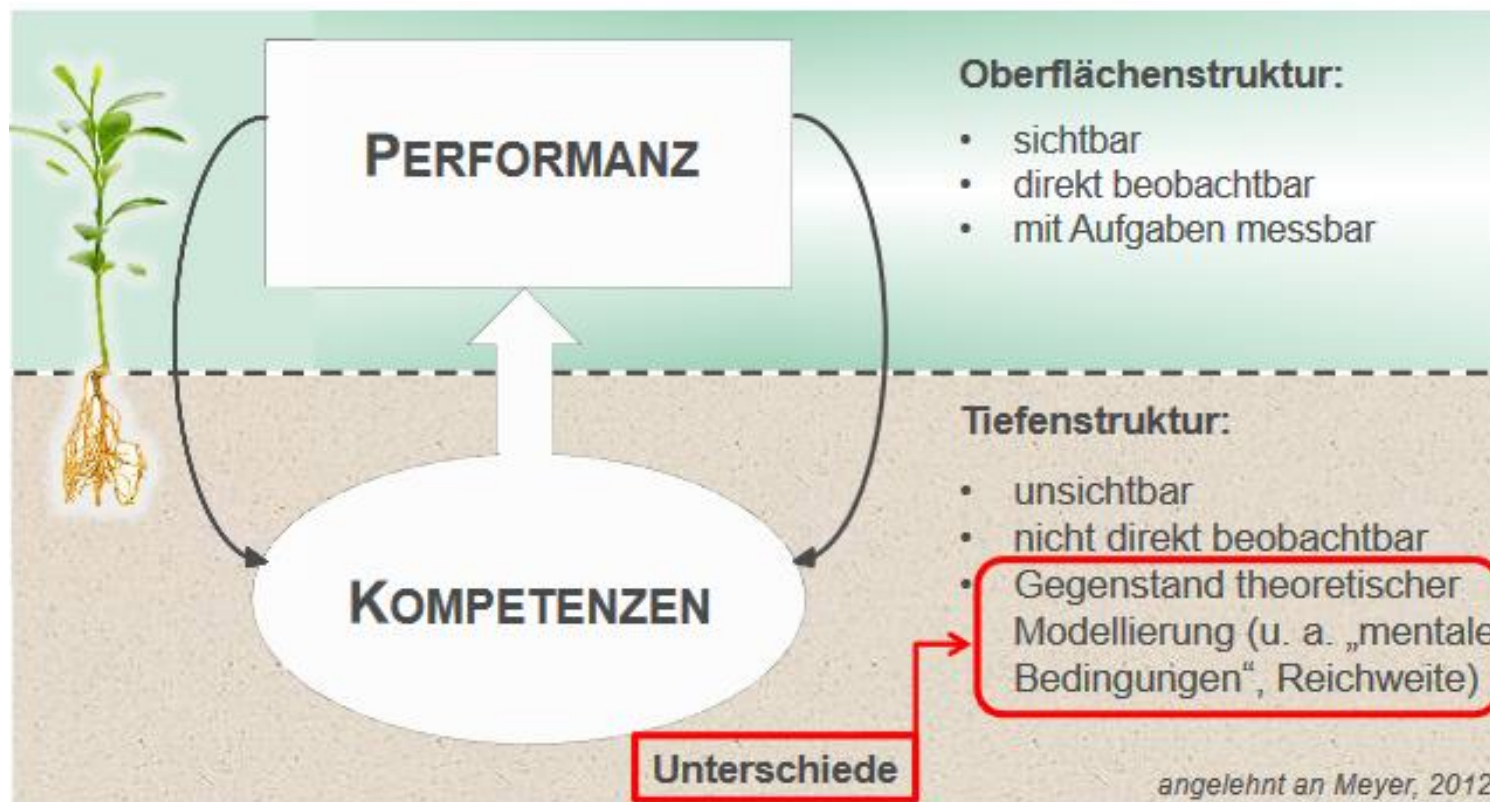 PERFORMANZ
Oberflächenstruktur:
• sichtbar
• direkt beobachtbar
• mit Aufgaben messbar
KOMPETENZEN
Tiefenstruktur:
• unsichtbar
• nicht direkt beobachtbar
• Gegenstand theoretischer
Modellierung (u. a. „mentale
Bedingungen“, Reichweite)
Unterschiede
angelehnt an Meyer, 2012